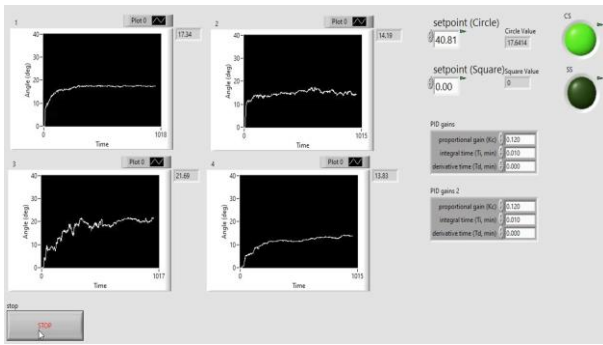 1
Plot 0
17.34
Angle (deg)
40-
30-
20-
10-
0-
0
1018
Time
2
Plot 0
14.19
Angle (deg)
40-
30-
20-
10-
0-
0
1015
Time
3
Plot 0
21.69
Angle (deg)
40-
30-
20-
10-
0-
0
1017
Time
4
Plot 0
13.83
Angle (deg)
40-
30-
20-
10-
0-
0
1015
Time
setpoint (Circle)
40.81
Circle Value
17.6414
setpoint (Square)
0.00
Square Value
0
CS
SS
PID gains
proportional gain (Kc) 0.120
integral time (Ti, min) 0.010
derivative time (Td, min) 0.000
PID gains 2
proportional gain (Kc) 0.120
integral time (Ti, min) 0.010
derivative time (Td, min) 0.000
stop
STOP